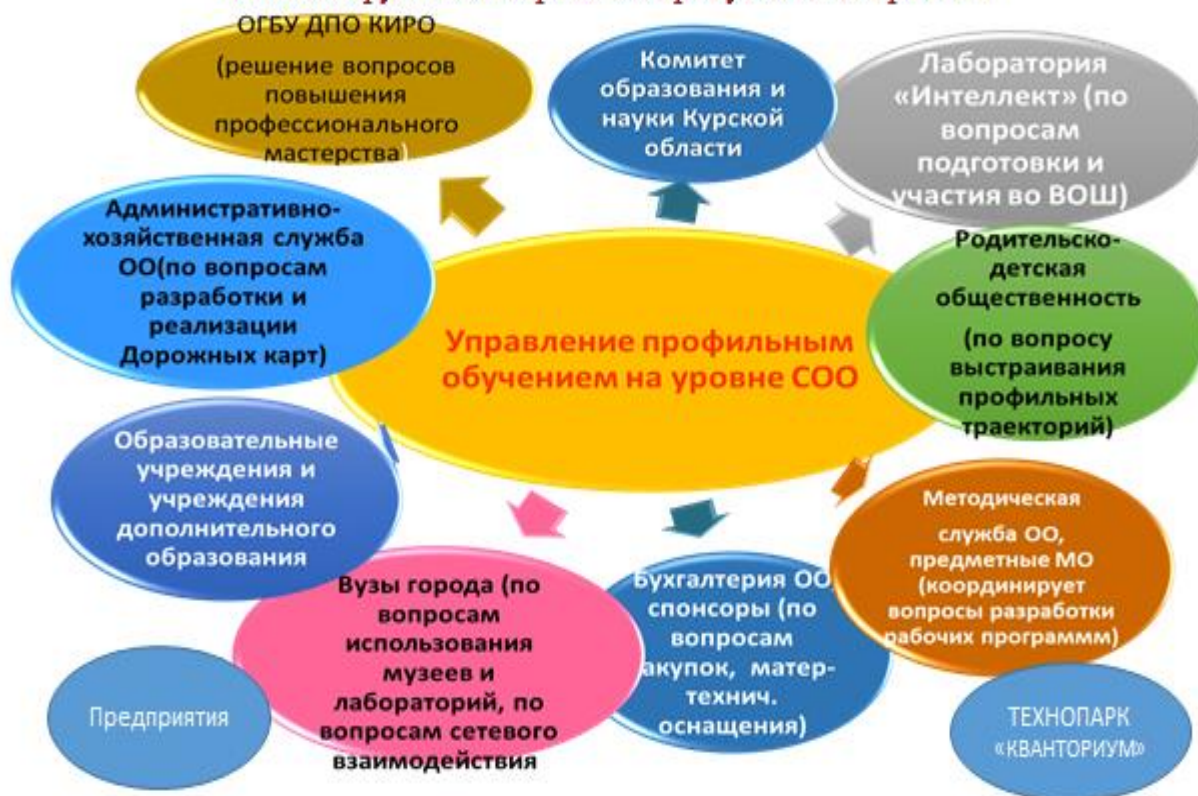 ОГБУ ДПО КИРО
(решение вопросов
повышения
профессионального
мастерства)
Комитет
образования и
науки Курской
области
Лаборатория
«Интеллект» (по
вопросам
подготовки и
участия во ВОШ)
Административно-
хозяйственная служба
ОО(по вопросам
разработки и
реализации
Дорожных карт)
Управление профильным
обучением на уровне СОО
Родительско-
детская
общественность
(по вопросу
выстраивания
профильных
траекторий)
Образовательные
учреждения и
учреждения
дополнительного
образования
Вузы города (по
вопросам
использования
музеев и
лабораторий, по
вопросам сетевого
взаимодействия
Бухгалтерия ОО
спонсоры (по
вопросам
акупок, матер-
технич.
оснащения)
Методическая
служба ОО,
предметные МО
(координирует
вопросы разработки
рабочих программм)
Предприятия
ТЕХНОПАРК
«КВАНТОРИУМ»